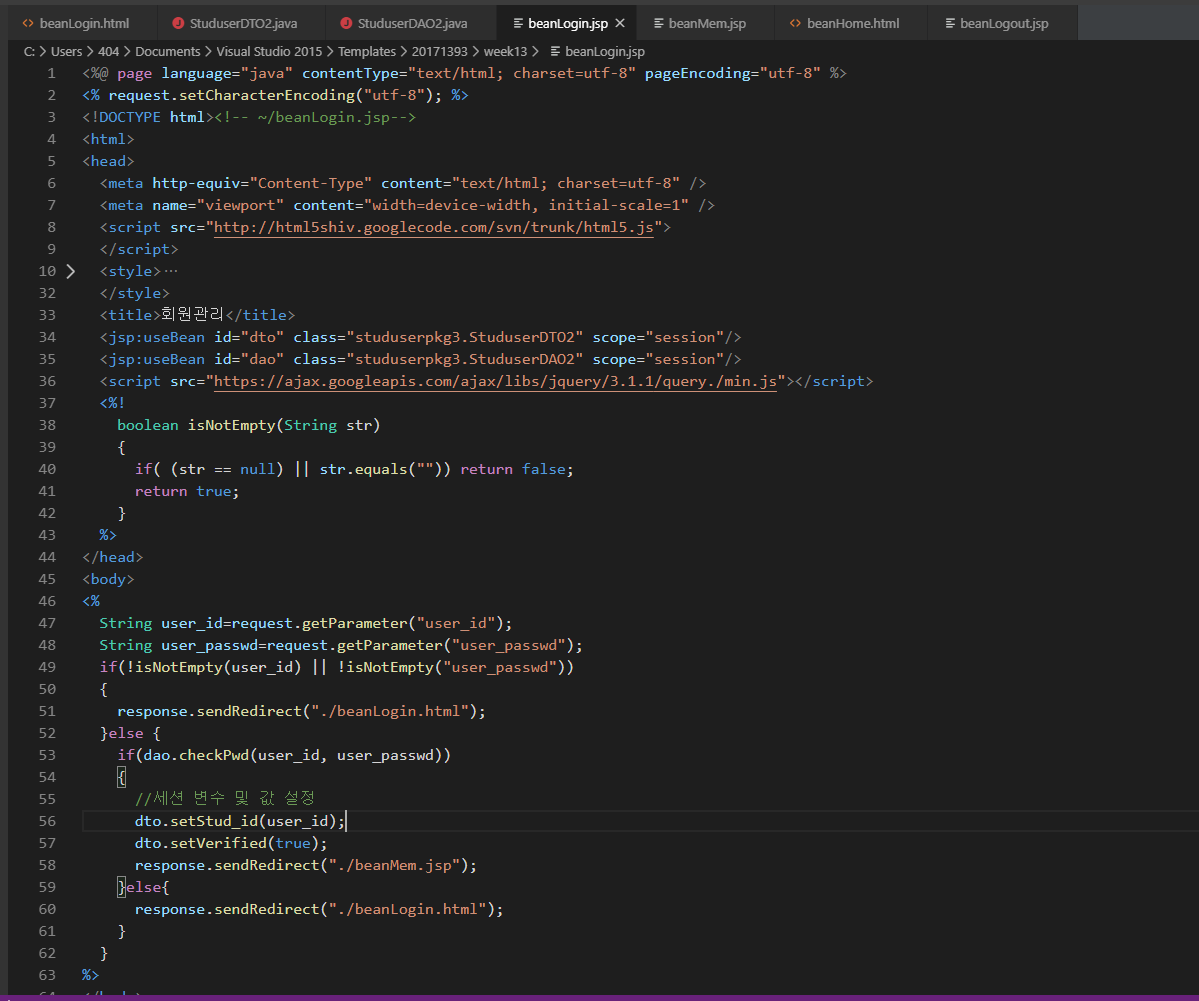 beanLogin.html StuduserDTO2.java StuduserDAO2.java beanLogin.jsp beanMem.jsp beanHome.html beanLogout.jsp
C: > Users > 404 > Documents > Visual Studio 2015 > Templates > 20171393 > week13 > beanLogin.jsp
1 <%@ page language="java" contentType="text/html; charset=utf-8" pageEncoding="utf-8" %>
2 <% request.setCharacterEncoding("utf-8"); %>
3 <!DOCTYPE html><!-- ~/beanLogin.jsp-->
4 <html>
5 <head>
6 <meta http-equiv="Content-Type" content="text/html; charset=utf-8" />
7 <meta name="viewport" content="width=device-width, initial-scale=1" />
8 <script src="http://html5shiv.googlecode.com/svn/trunk/html5.js">
9 </script>
10 <style>…
32 </style>
33 <title>회원관리</title>
34 <jsp:useBean id="dto" class="studuserpkg3.StuduserDTO2" scope="session"/>
35 <jsp:useBean id="dao" class="studuserpkg3.StuduserDAO2" scope="session"/>
36 <script src="https://ajax.googleapis.com/ajax/libs/jquery/3.1.1/query./min.js"></script>
37 <%!
38 boolean isNotEmpty(String str)
39 {
40 if( (str == null) || str.equals("")) return false;
41 return true;
42 }
43 %>
44 </head>
45 <body>
46 <%
47 String user_id=request.getParameter("user_id");
48 String user_passwd=request.getParameter("user_passwd");
49 if(!isNotEmpty(user_id) || !isNotEmpty("user_passwd"))
50 {
51 response.sendRedirect("./beanLogin.html");
52 }else {
53 if(dao.checkPwd(user_id, user_passwd))
54 {
55 //세션 변수 및 값 설정
56 dto.setStud_id(user_id);
57 dto.setVerified(true);
58 response.sendRedirect("./beanMem.jsp");
59 }else{
60 response.sendRedirect("./beanLogin.html");
61 }
62 }
63 %>